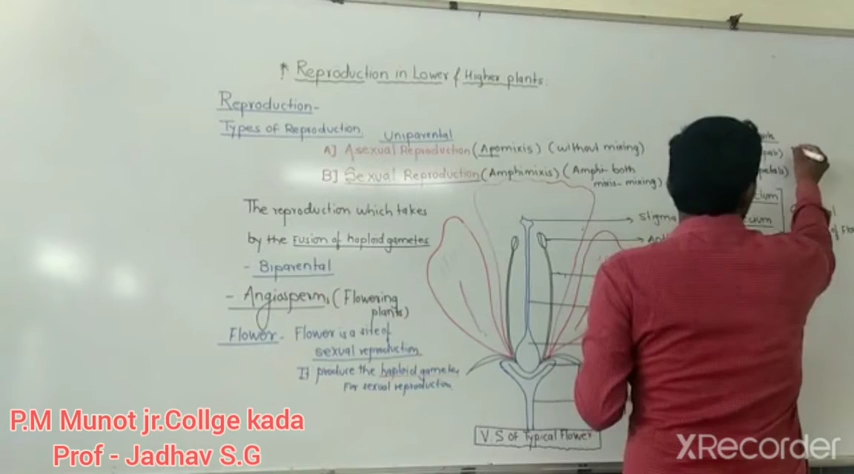 Reproduction in Lower & Higher plants.
Reproduction-
Types of Reproduction
Uniparental
A] Asexual Reproduction (Apomixis) (without mixing)
B] Sexual Reproduction (Amphimixis) (Amphi- both
mixis- mixing)
The reproduction which takes
by the Fusion of haploid gametes
- Biparental
- Angiosperm, (Flowering
plants)
Flower- Flower is a site of
sexual reproduction
It produce the haploid gametes
For sexual reproduction
Stigma
V.S of Typical Flower
P.M Munot jr.Collge kada
Prof - Jadhav S.G
XRecorder